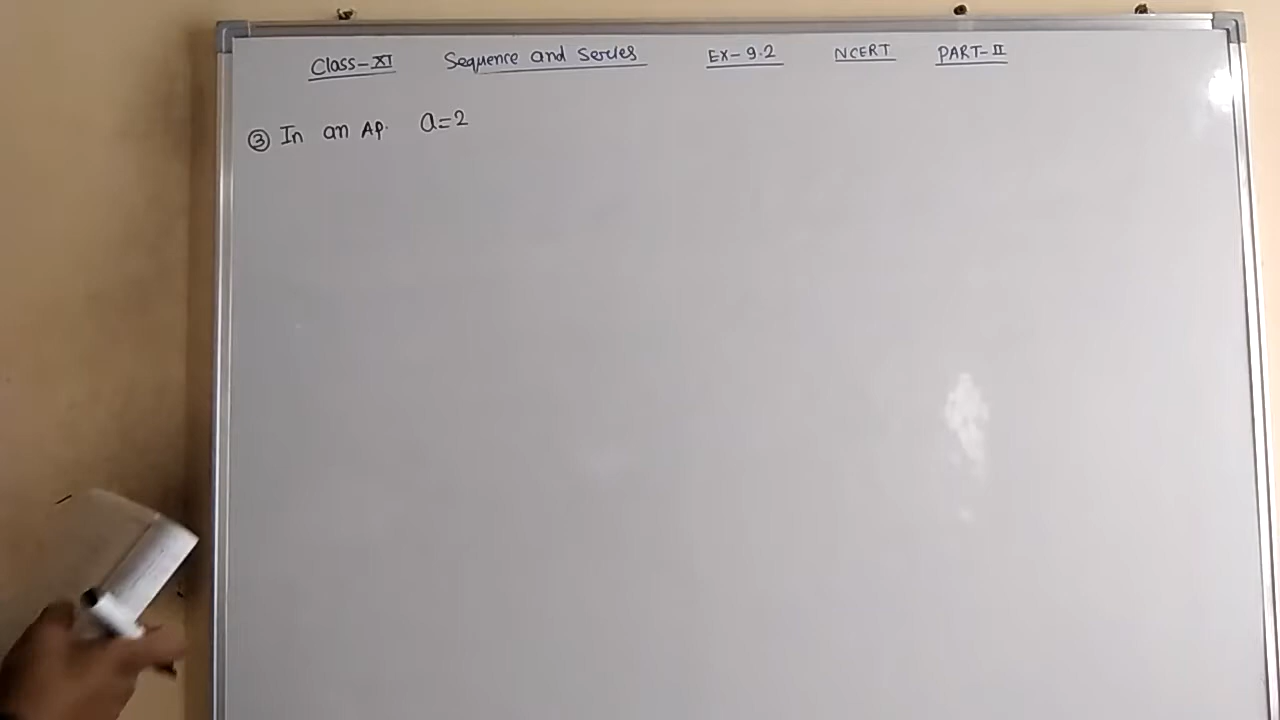 Class-XI Sequence and Series Ex-9.2 NCERT PART-II
③ In an AP. a=2